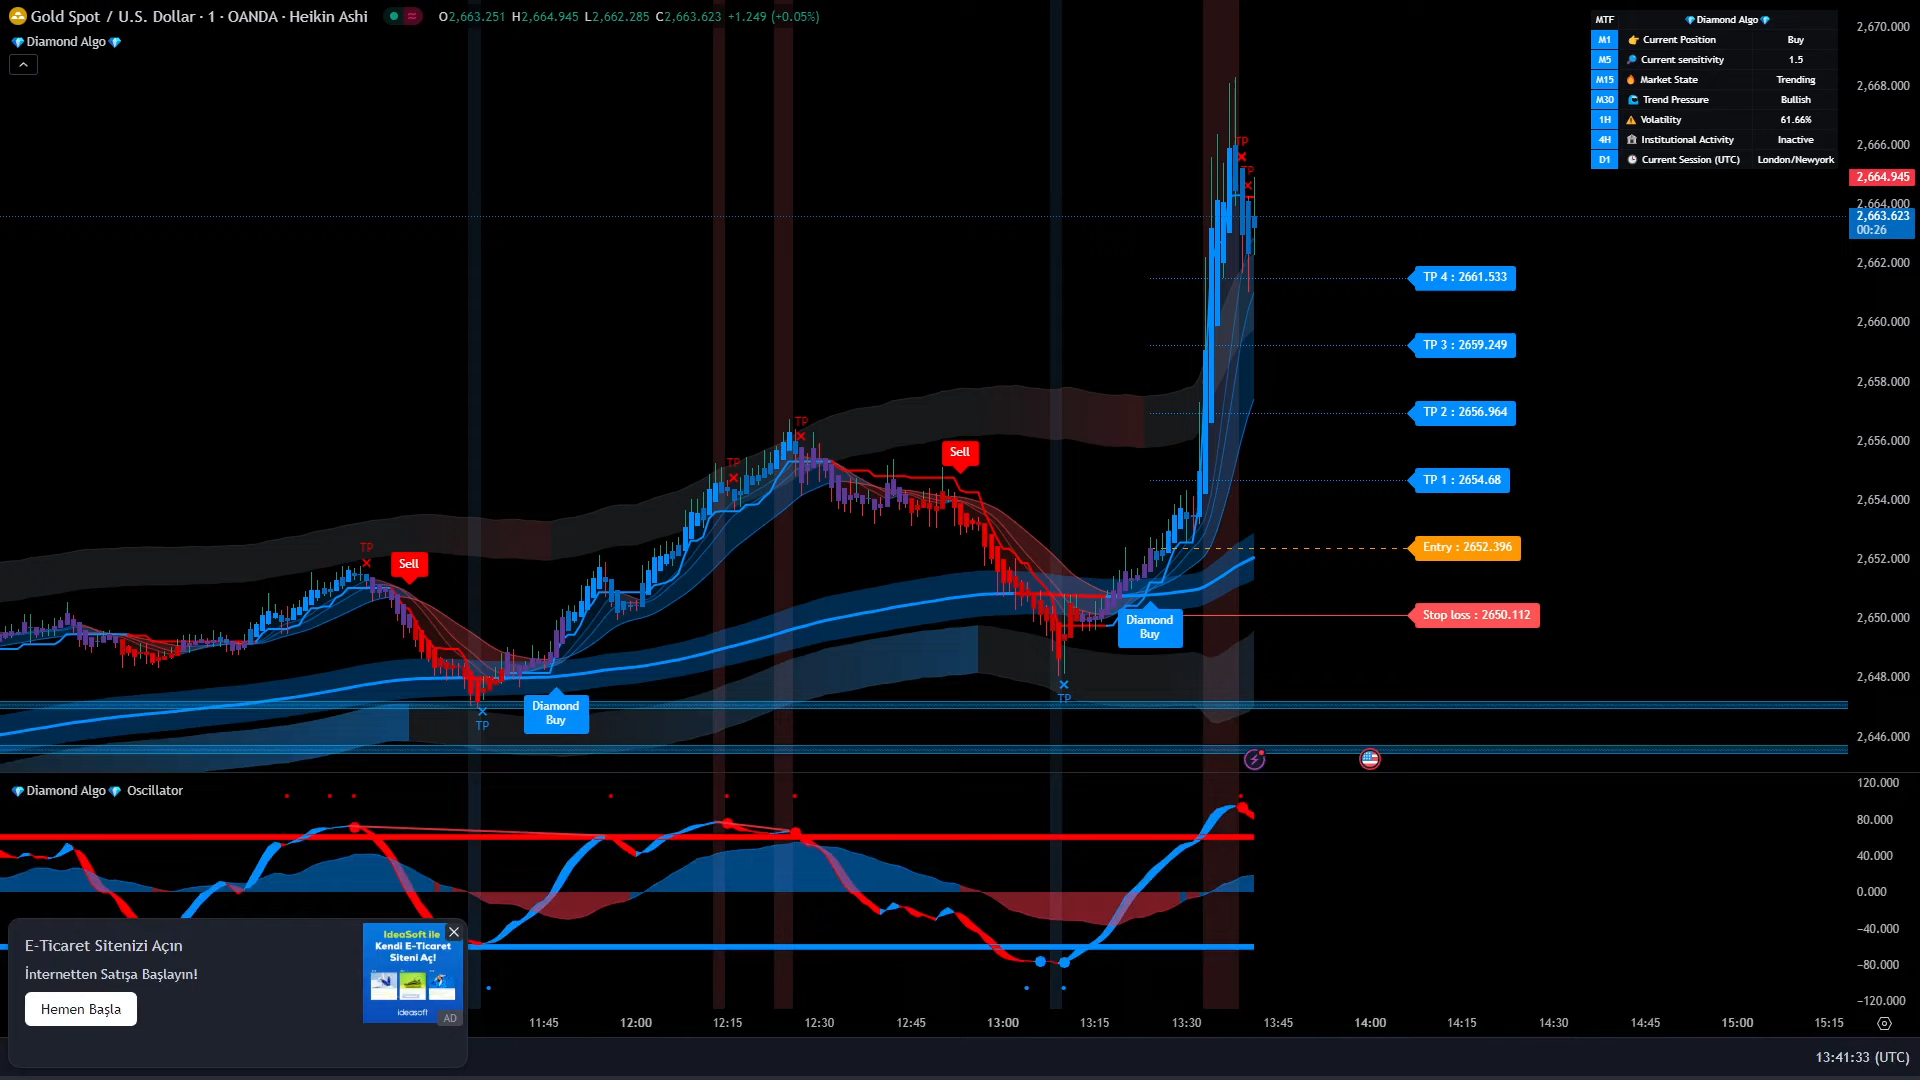 Gold Spot / U.S. Dollar · 1 · OANDA · Heikin Ashi O2,663.251 H2,664.945 L2,662.285 C2,663.623 +1.249 (+0.05%)
💎Diamond Algo💎
MTF 💎Diamond Algo💎
M1 👉 Current Position Buy
M5 🔎 Current sensitivity 1.5
M15 🔥 Market State Trending
M30 🌊 Trend Pressure Bullish
1H ⚠️ Volatility 61.66%
4H 🏦 Institutional Activity Inactive
D1 🕒 Current Session (UTC) London/Newyork
2,670.000
2,668.000
2,666.000
2,664.945
2,664.000
2,663.623
00:26
2,662.000
2,660.000
2,658.000
2,656.000
2,654.000
2,652.000
2,650.000
2,648.000
2,646.000
TP
TP
TP 4 : 2661.533
TP 3 : 2659.249
TP 2 : 2656.964
TP 1 : 2654.68
Entry : 2652.396
Stop loss : 2650.112
TP
TP
Sell
TP
Sell
Diamond
Buy
TP
Diamond
Buy
TP
💎Diamond Algo💎 Oscillator
120.000
80.000
40.000
0.000
−40.000
−80.000
−120.000
E-Ticaret Sitenizi Açın
İnternetten Satışa Başlayın!
Hemen Başla
IdeaSoft ile
Kendi E-Ticaret
Siteni Aç!
ideasoft
AD
11:45 12:00 12:15 12:30 12:45 13:00 13:15 13:30 13:45 14:00 14:15 14:30 14:45 15:00 15:15
13:41:33 (UTC)